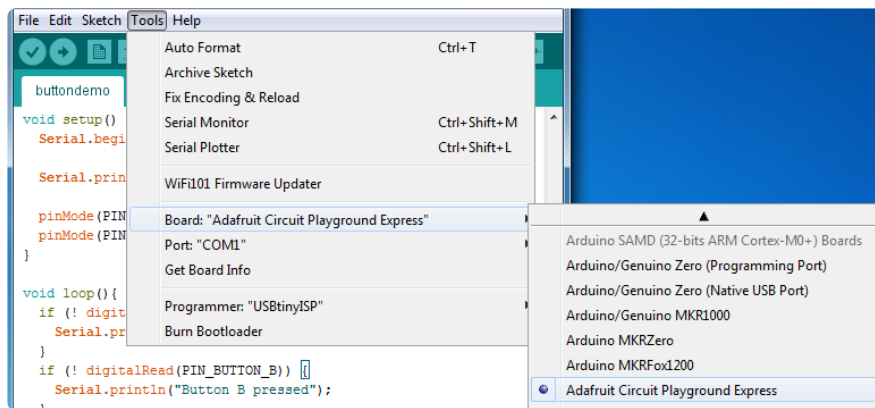 File Edit Sketch Tools Help
Auto Format Ctrl+T
Archive Sketch
Fix Encoding & Reload
Serial Monitor Ctrl+Shift+M
Serial Plotter Ctrl+Shift+L
WiFi101 Firmware Updater
Board: "Adafruit Circuit Playground Express"
Port: "COM1"
Get Board Info
Programmer: "USBtinyISP"
Burn Bootloader
buttondemo
void setup()
Serial.begi
Serial.prin
pinMode(PIN
pinMode(PIN
}
void loop(){
if (! digit
Serial.pr
}
if (! digitalRead(PIN_BUTTON_B)) {
Serial.println("Button B pressed");
Arduino SAMD (32-bits ARM Cortex-M0+) Boards
Arduino/Genuino Zero (Programming Port)
Arduino/Genuino Zero (Native USB Port)
Arduino/Genuino MKR1000
Arduino MKRZero
Arduino MKRFox1200
Adafruit Circuit Playground Express